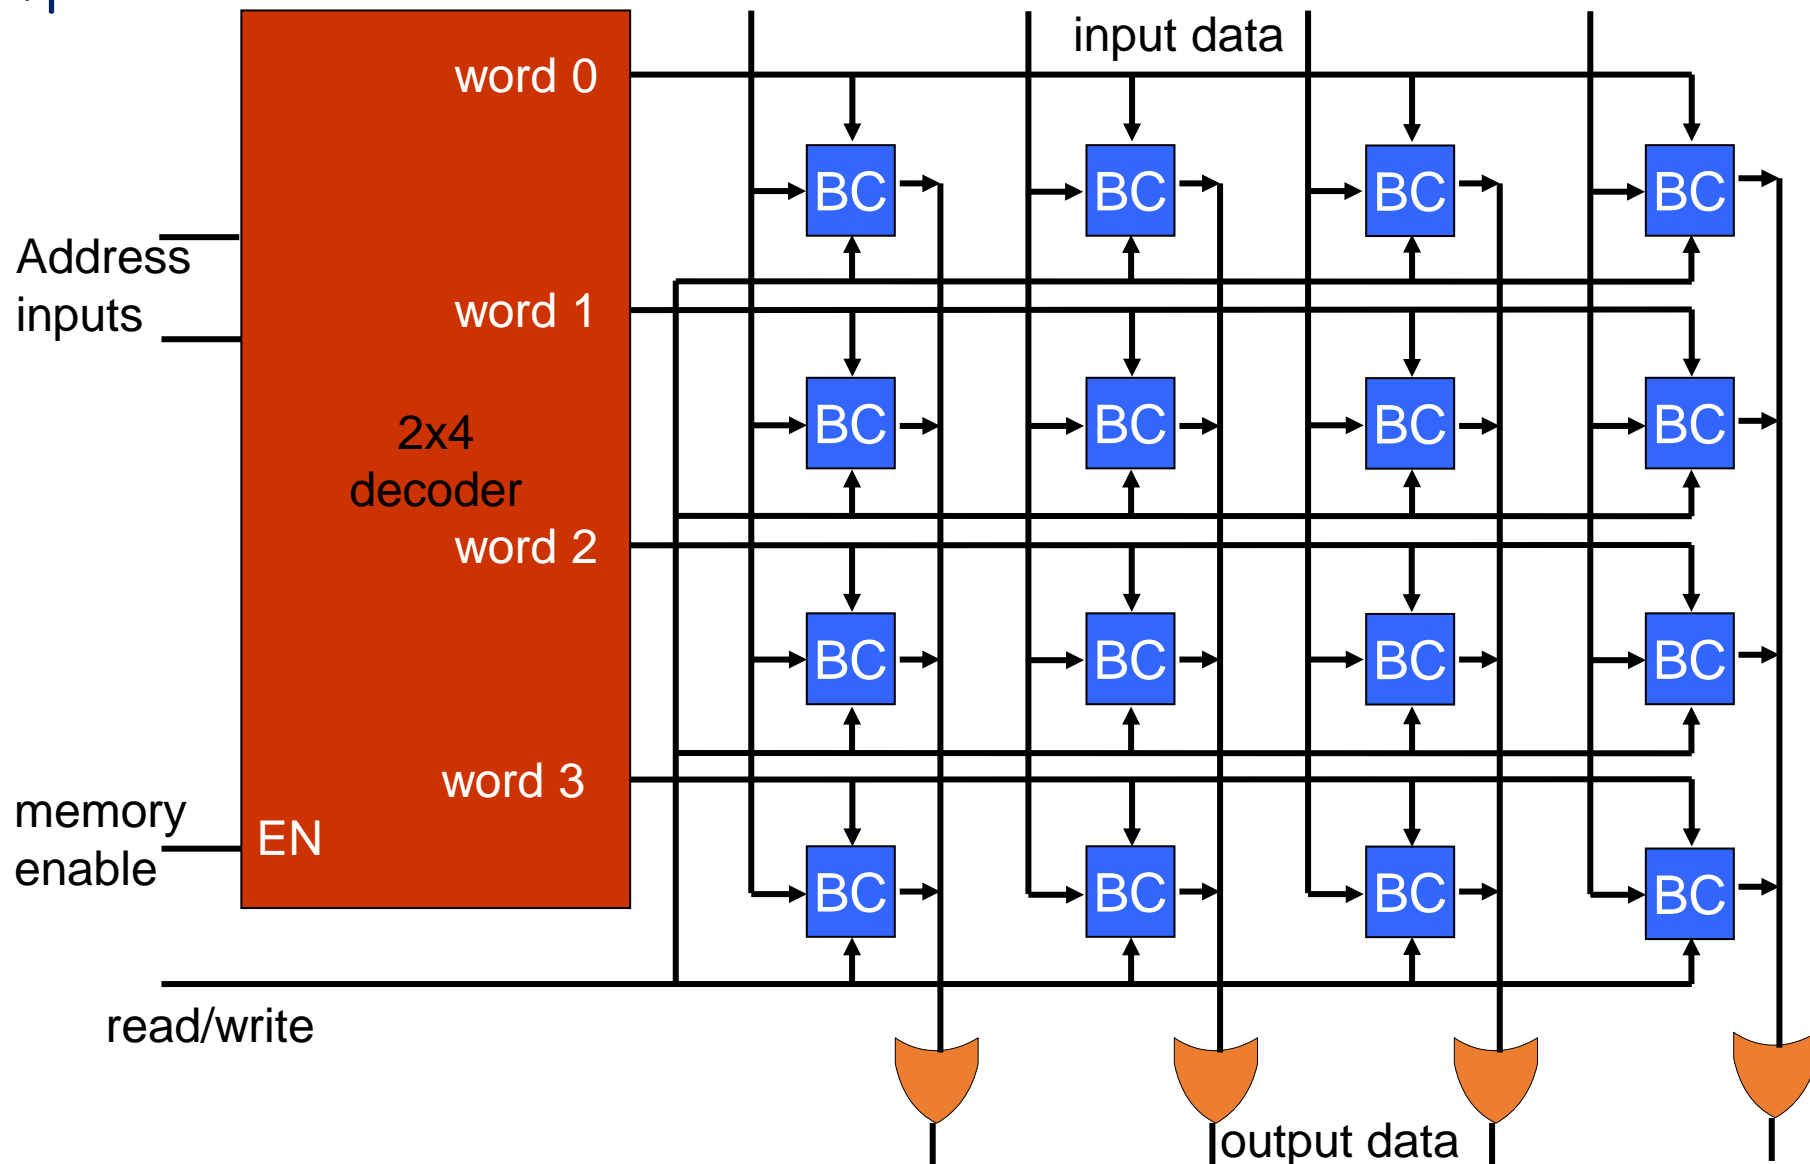 input data
word 0
BC BC BC BC
Address
inputs
word 1
2x4
decoder
BC BC BC BC
word 2
BC BC BC BC
word 3
memory
enable
EN
BC BC BC BC
read/write
output data